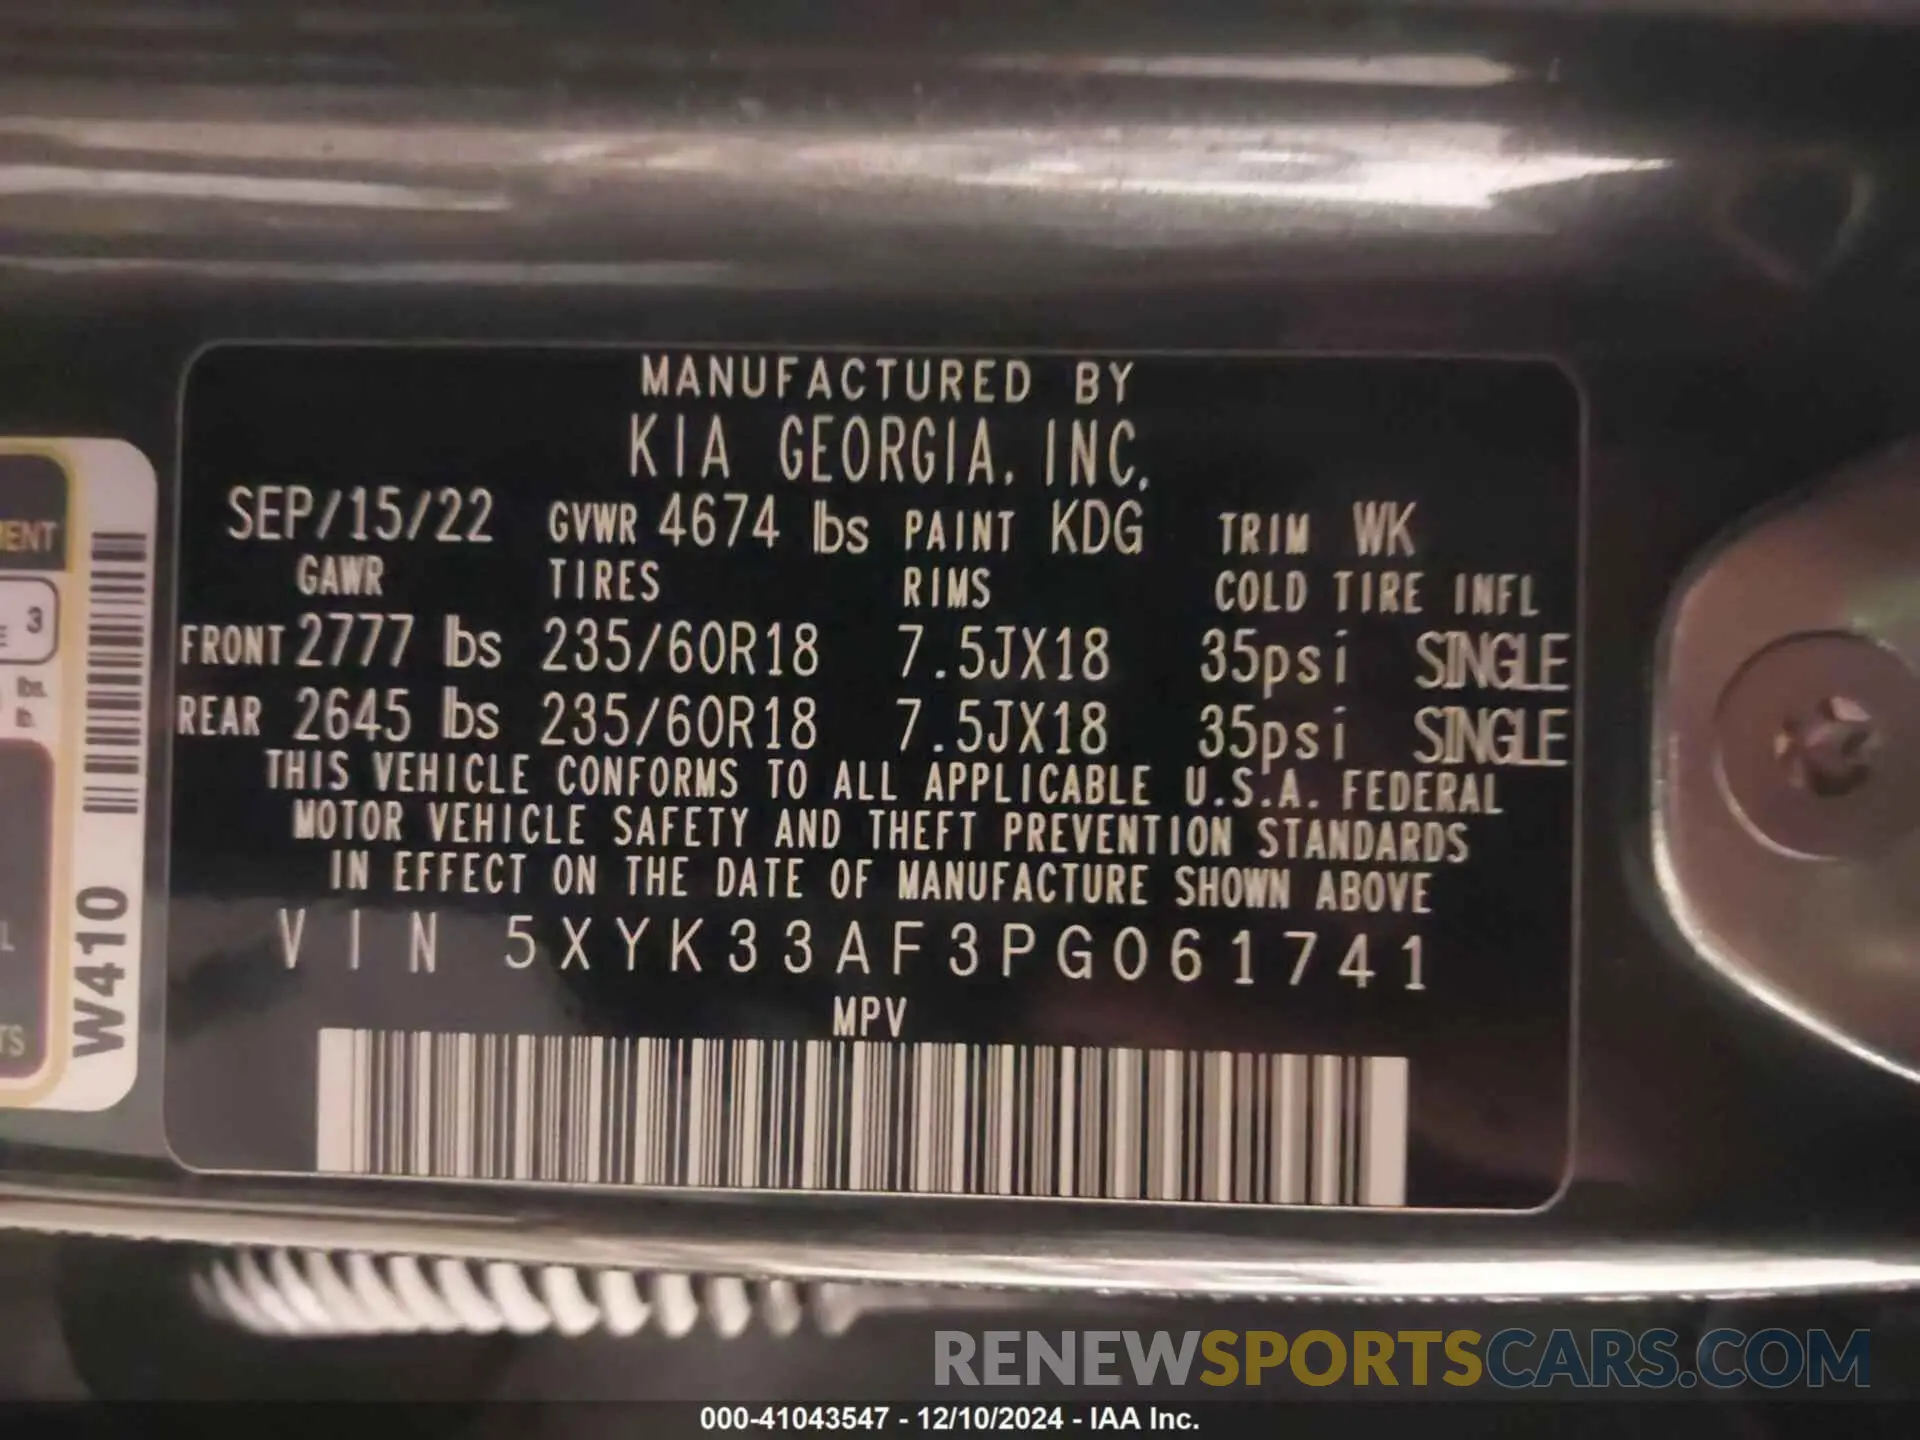 MANUFACTURED BY
KIA GEORGIA, INC.
SEP/15/22 GVWR 4674 lbs PAINT KDG TRIM WK
GAWR TIRES RIMS COLD TIRE INFL
FRONT 2777 lbs 235/60R18 7.5JX18 35psi SINGLE
REAR 2645 lbs 235/60R18 7.5JX18 35psi SINGLE
THIS VEHICLE CONFORMS TO ALL APPLICABLE U.S.A. FEDERAL
MOTOR VEHICLE SAFETY AND THEFT PREVENTION STANDARDS
IN EFFECT ON THE DATE OF MANUFACTURE SHOWN ABOVE
VIN 5XYK33AF3PG061741
MPV
3
lbs.
lb.
W410
RENEWSPORTSCARS.COM
000-41043547 - 12/10/2024 - IAA Inc.